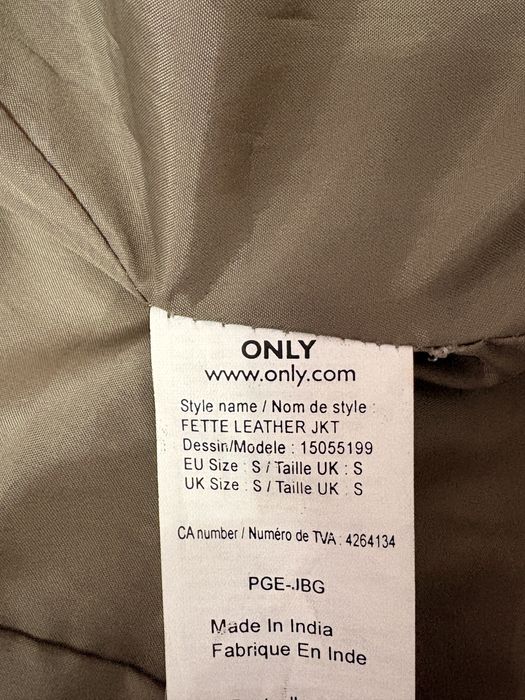 ONLY
www.only.com
Style name / Nom de style :
FETTE LEATHER JKT
Dessin/Modele : 15055199
EU Size : S / Taille UK : S
UK Size : S / Taille UK : S
CA number / Numéro de TVA : 4264134
PGE-JBG
Made In India
Fabrique En Inde